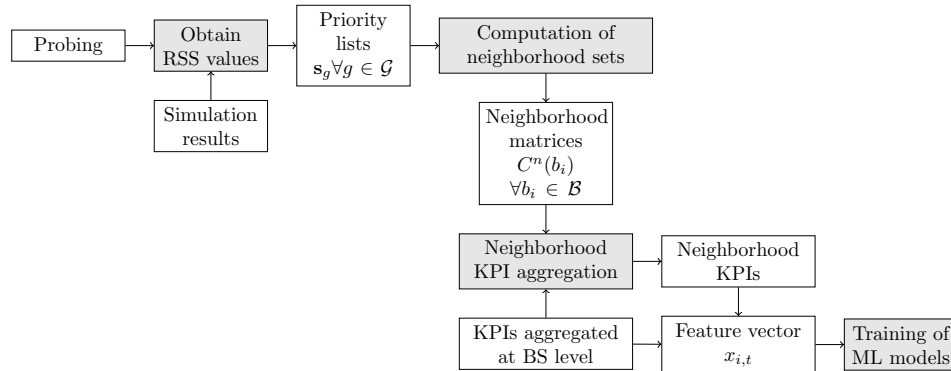 Probing
Obtain
RSS values
Priority
lists
𝐬_g∀g ∈ 𝒢
Computation of
neighborhood sets
Simulation
results
Neighborhood
matrices
Cⁿ(b_i)
∀b_i ∈ ℬ
Neighborhood
KPI aggregation
Neighborhood
KPIs
KPIs aggregated
at BS level
Feature vector
x_{i,t}
Training of
ML models